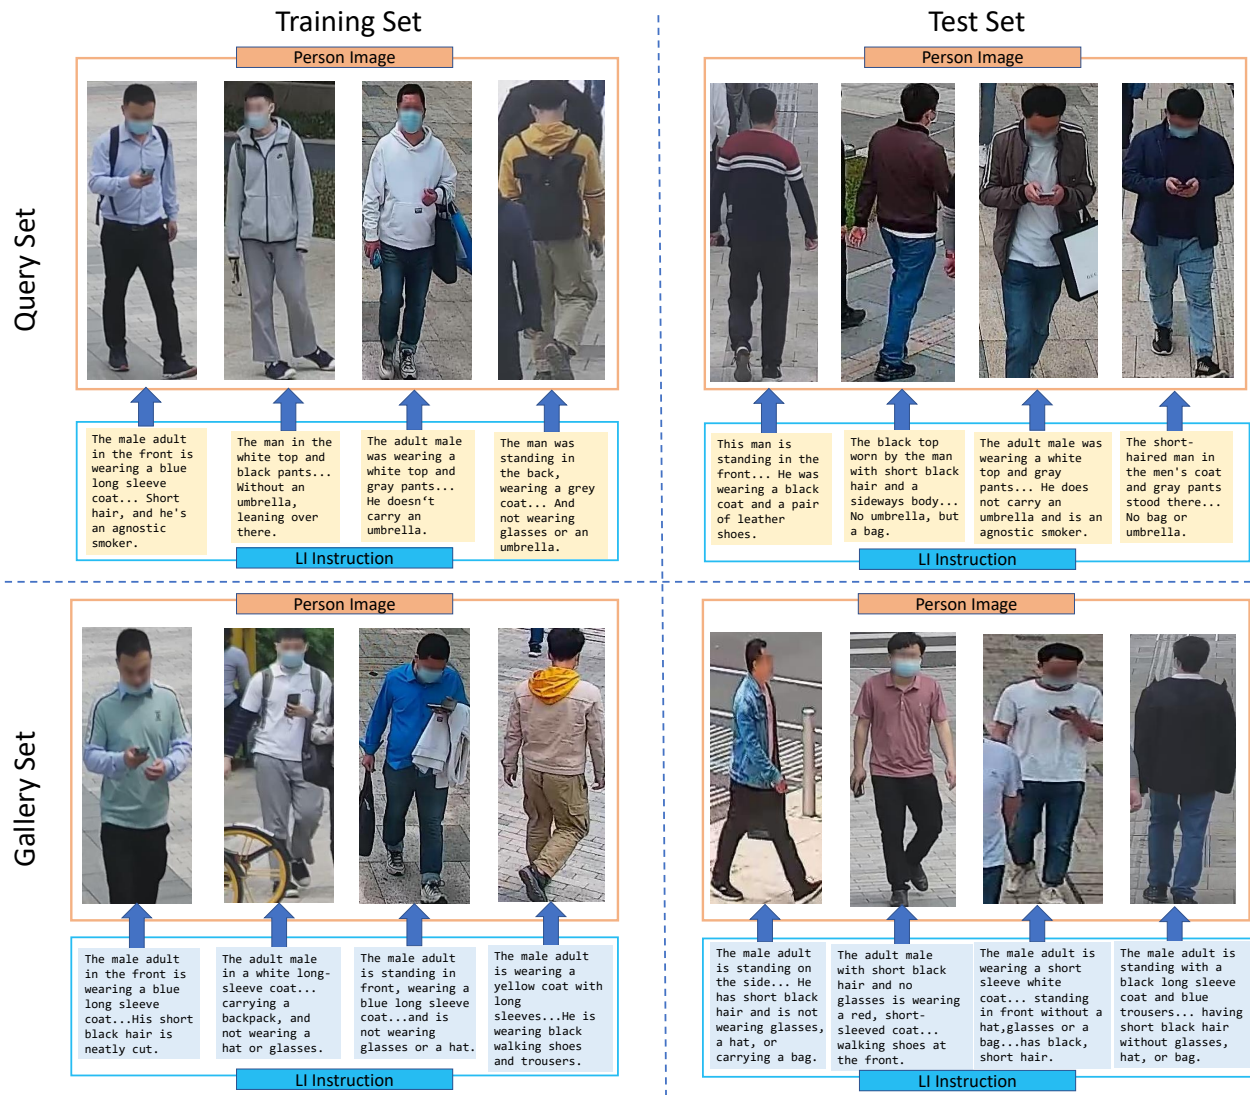 Training Set
Test Set
Query Set
Gallery Set
Person Image
The male adult
in the front is
wearing a blue
long sleeve
coat... Short
hair, and he's
an agnostic
smoker.
The man in the
white top and
black pants...
Without an
umbrella,
leaning over
there.
The adult male
was wearing a
white top and
gray pants...
He doesn't
carry an
umbrella.
The man was
standing in
the back,
wearing a grey
coat... And
not wearing
glasses or an
umbrella.
LI Instruction
Person Image
This man is
standing in the
front... He was
wearing a black
coat and a pair
of leather
shoes.
The black top
worn by the man
with short black
hair and a
sideways body...
No umbrella, but
a bag.
The adult male was
wearing a white
top and gray
pants... He does
not carry an
umbrella and is an
agnostic smoker.
The short-
haired man in
the men's coat
and gray pants
stood there...
No bag or
umbrella.
LI Instruction
Person Image
The male adult
in the front is
wearing a blue
long sleeve
coat...His short
black hair is
neatly cut.
The adult male
in a white long-
sleeve coat...
carrying a
backpack, and
not wearing a
hat or glasses.
The male adult
is standing in
front, wearing a
blue long sleeve
coat...and is
not wearing
glasses or a hat.
The male adult
is wearing a
yellow coat with
long
sleeves...He is
wearing black
walking shoes
and trousers.
LI Instruction
Person Image
The male adult
is standing on
the side... He
has short black
hair and is not
wearing glasses,
a hat, or
carrying a bag.
The adult male
with short black
hair and no
glasses is wearing
a red, short-
sleeved coat...
walking shoes at
the front.
The male adult is
wearing a short
sleeve white
coat... standing
in front without a
hat,glasses or a
bag...has black,
short hair.
The male adult is
standing with a
black long sleeve
coat and blue
trousers... having
short black hair
without glasses,
hat, or bag.
LI Instruction